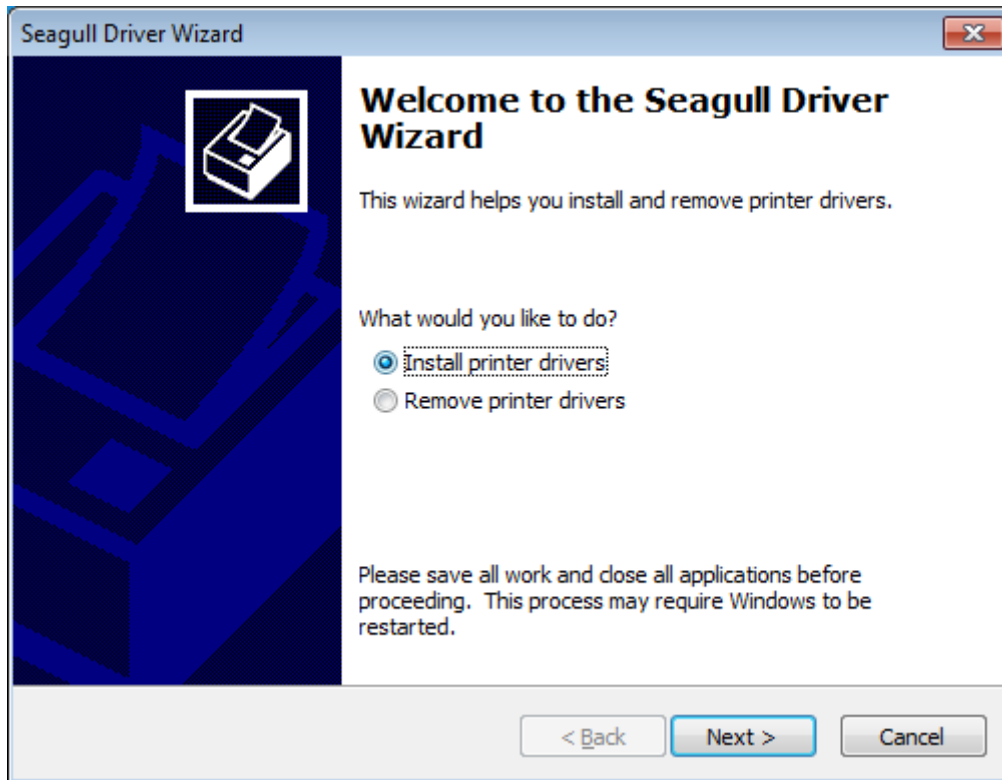 Seagull Driver Wizard
Welcome to the Seagull Driver
Wizard
This wizard helps you install and remove printer drivers.
What would you like to do?
Install printer drivers
Remove printer drivers
Please save all work and close all applications before
proceeding.  This process may require Windows to be
restarted.
< Back
Next >
Cancel